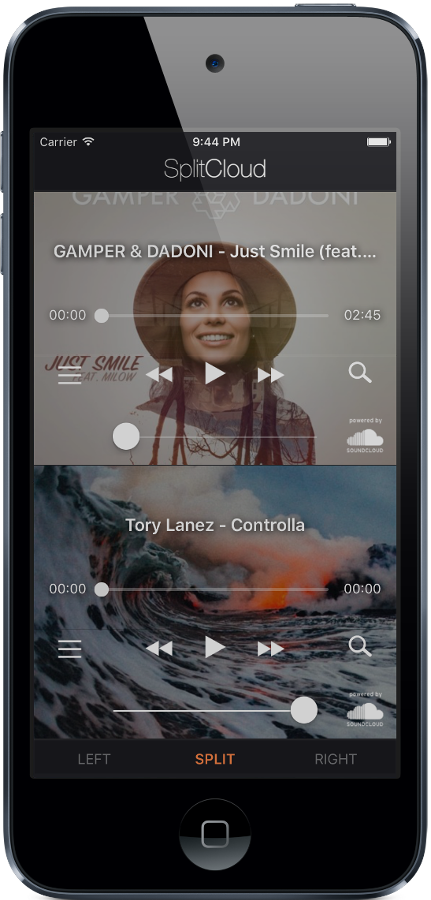 Carrier 9:44 PM
SplitCloud
GAMPER DADONI
GAMPER & DADONI - Just Smile (feat....
00:00 02:45
JUST SMILE
FEAT. MILOW
powered by
SOUNDCLOUD
Tory Lanez - Controlla
00:00 00:00
powered by
SOUNDCLOUD
LEFT SPLIT RIGHT